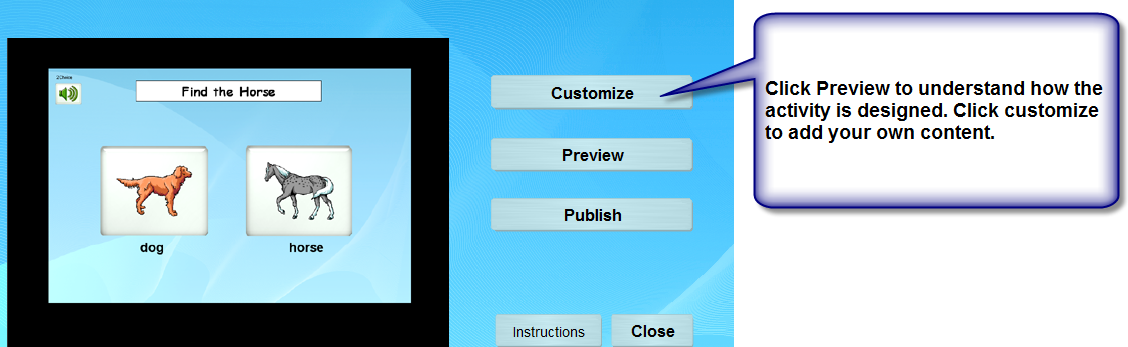 2Choice
Find the Horse
dog
horse
Customize
Preview
Publish
Instructions
Close
Click Preview to understand how the
activity is designed. Click customize
to add your own content.